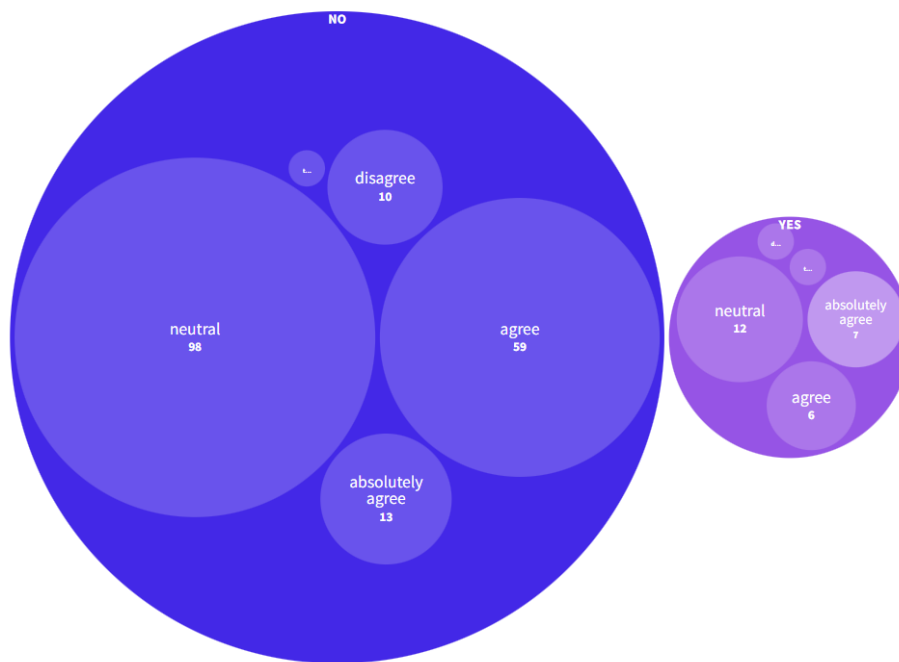 NO
disagree
10
neutral
98
agree
59
absolutely
agree
13
YES
neutral
12
absolutely
agree
7
agree
6